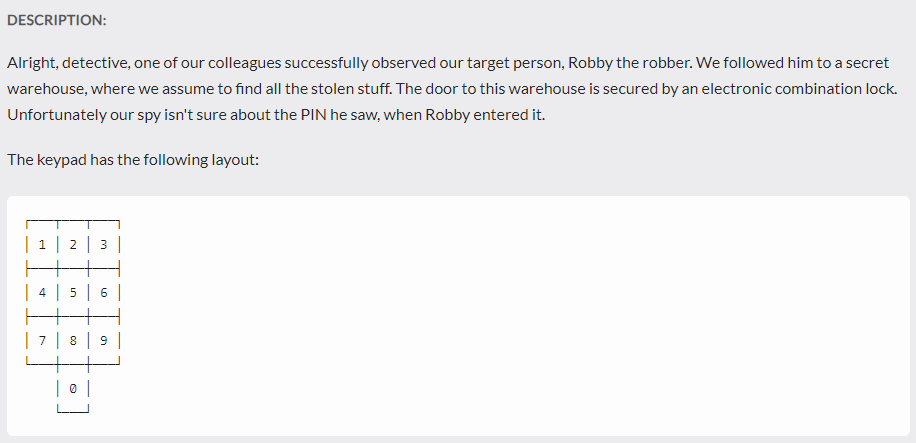 DESCRIPTION:
Alright, detective, one of our colleagues successfully observed our target person, Robby the robber. We followed him to a secret
warehouse, where we assume to find all the stolen stuff. The door to this warehouse is secured by an electronic combination lock.
Unfortunately our spy isn't sure about the PIN he saw, when Robby entered it.
The keypad has the following layout:
┌───┬───┬───┐
│ 1 │ 2 │ 3 │
├───┼───┼───┤
│ 4 │ 5 │ 6 │
├───┼───┼───┤
│ 7 │ 8 │ 9 │
└───┼───┼───┘
│ 0 │
└───┘